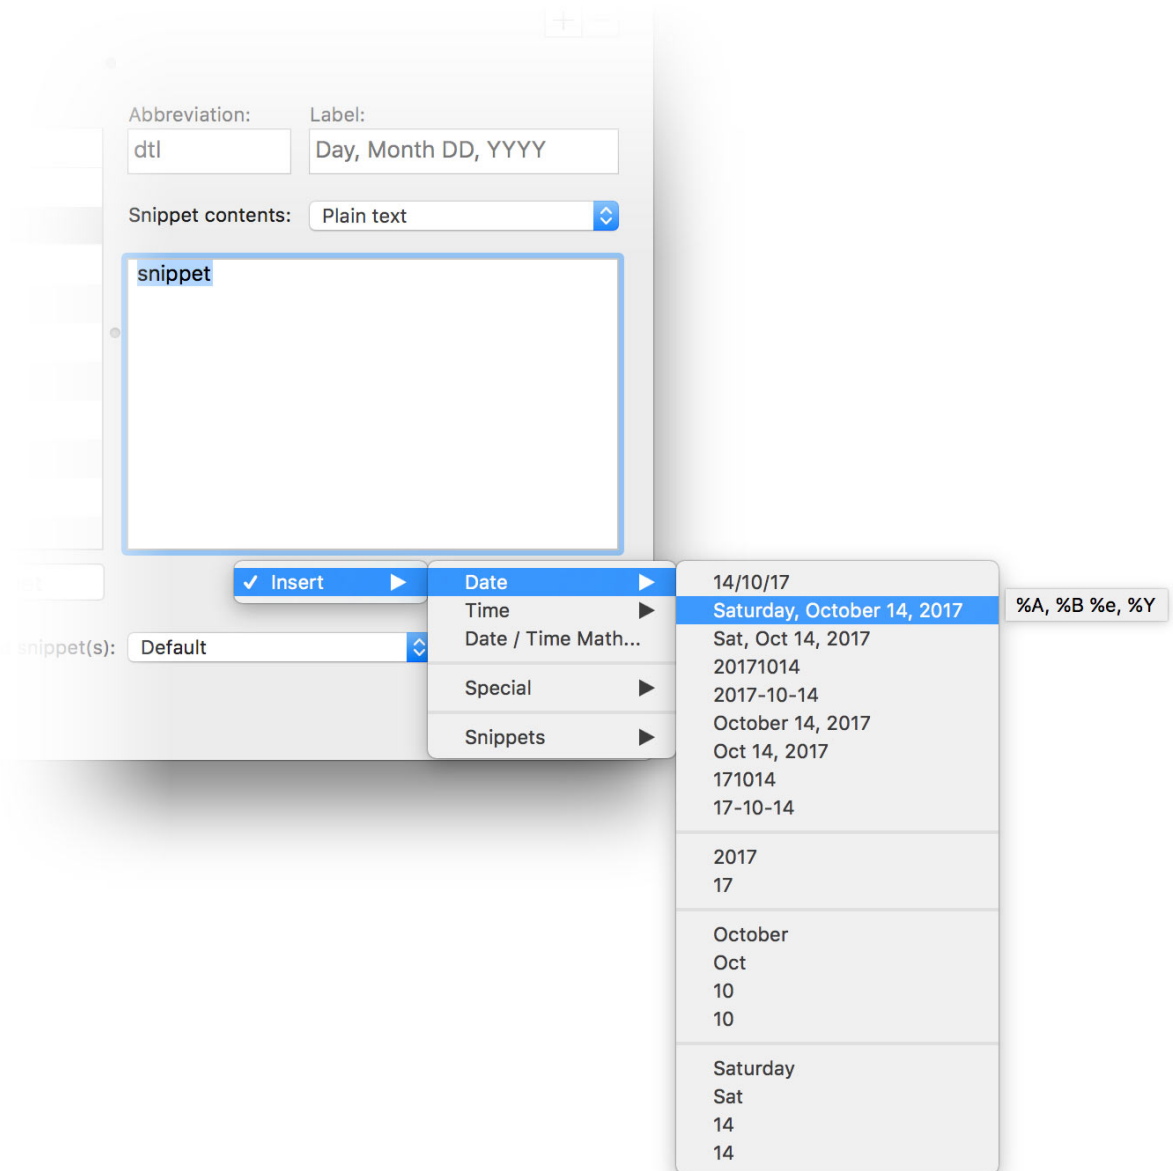 Abbreviation: Label:
dtl Day, Month DD, YYYY
Snippet contents: Plain text
snippet
✓ Insert ▶ Date ▶ 14/10/17
Saturday, October 14, 2017 %A, %B %e, %Y
Time ▶
Sat, Oct 14, 2017
Date / Time Math...
20171014
Special ▶
2017-10-14
October 14, 2017
Snippets ▶
Oct 14, 2017
171014
17-10-14
snippet(s): Default
2017
17
October
Oct
10
10
Saturday
Sat
14
14